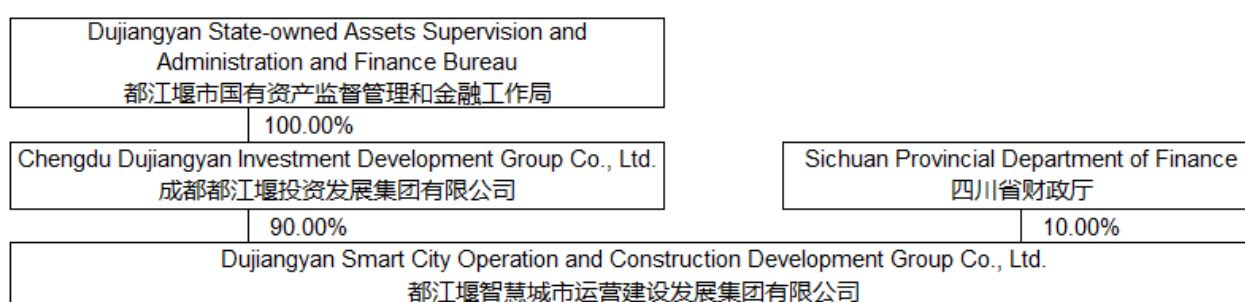 Dujiangyan State-owned Assets Supervision and
Administration and Finance Bureau
都江堰市国有资产监督管理和金融工作局
100.00%
Chengdu Dujiangyan Investment Development Group Co., Ltd.
成都都江堰投资发展集团有限公司
Sichuan Provincial Department of Finance
四川省财政厅
90.00%
10.00%
Dujiangyan Smart City Operation and Construction Development Group Co., Ltd.
都江堰智慧城市运营建设发展集团有限公司